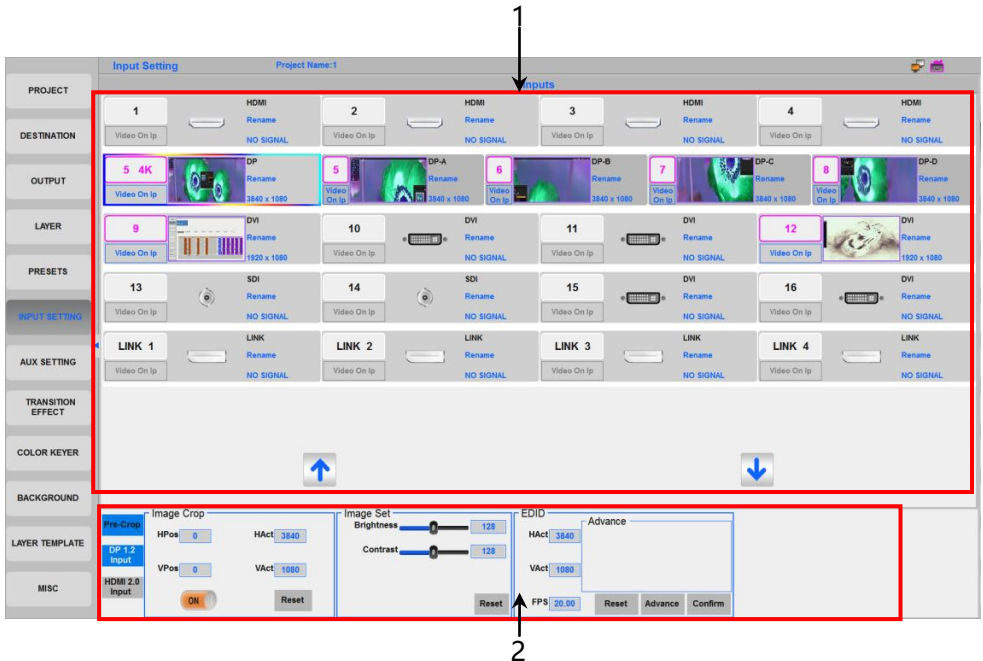 1
Input Setting
Project Name:1
Inputs
PROJECT
DESTINATION
OUTPUT
LAYER
PRESETS
INPUT SETTING
AUX SETTING
TRANSITION
EFFECT
COLOR KEYER
BACKGROUND
LAYER TEMPLATE
MISC
1
Video On Ip
HDMI
Rename
NO SIGNAL
2
Video On Ip
HDMI
Rename
NO SIGNAL
3
Video On Ip
HDMI
Rename
NO SIGNAL
4
Video On Ip
HDMI
Rename
NO SIGNAL
5 4K
Video On Ip
DP
Rename
3840 x 1080
5
Video
On Ip
DP-A
Rename
3840 x 1080
6
Video
On Ip
DP-B
Rename
3840 x 1080
7
Video
On Ip
DP-C
Rename
3840 x 1080
8
Video
On Ip
DP-D
Rename
3840 x 1080
9
Video On Ip
DVI
Rename
1920 x 1080
10
Video On Ip
DVI
Rename
NO SIGNAL
11
Video On Ip
DVI
Rename
NO SIGNAL
12
Video On Ip
DVI
Rename
1920 x 1080
13
Video On Ip
SDI
Rename
NO SIGNAL
14
Video On Ip
SDI
Rename
NO SIGNAL
15
Video On Ip
DVI
Rename
NO SIGNAL
16
Video On Ip
DVI
Rename
NO SIGNAL
LINK 1
Video On Ip
LINK
Rename
NO SIGNAL
LINK 2
Video On Ip
LINK
Rename
NO SIGNAL
LINK 3
Video On Ip
LINK
Rename
NO SIGNAL
LINK 4
Video On Ip
LINK
Rename
NO SIGNAL
Pre-Crop
DP 1.2
Input
HDMI 2.0
Input
Image Crop
HPos 0 HAct 3840
VPos 0 VAct 1080
ON Reset
Image Set
Brightness 128
Contrast 128
Reset
EDID
HAct 3840
VAct 1080
FPS 20.00
Advance
Reset Advance Confirm
2